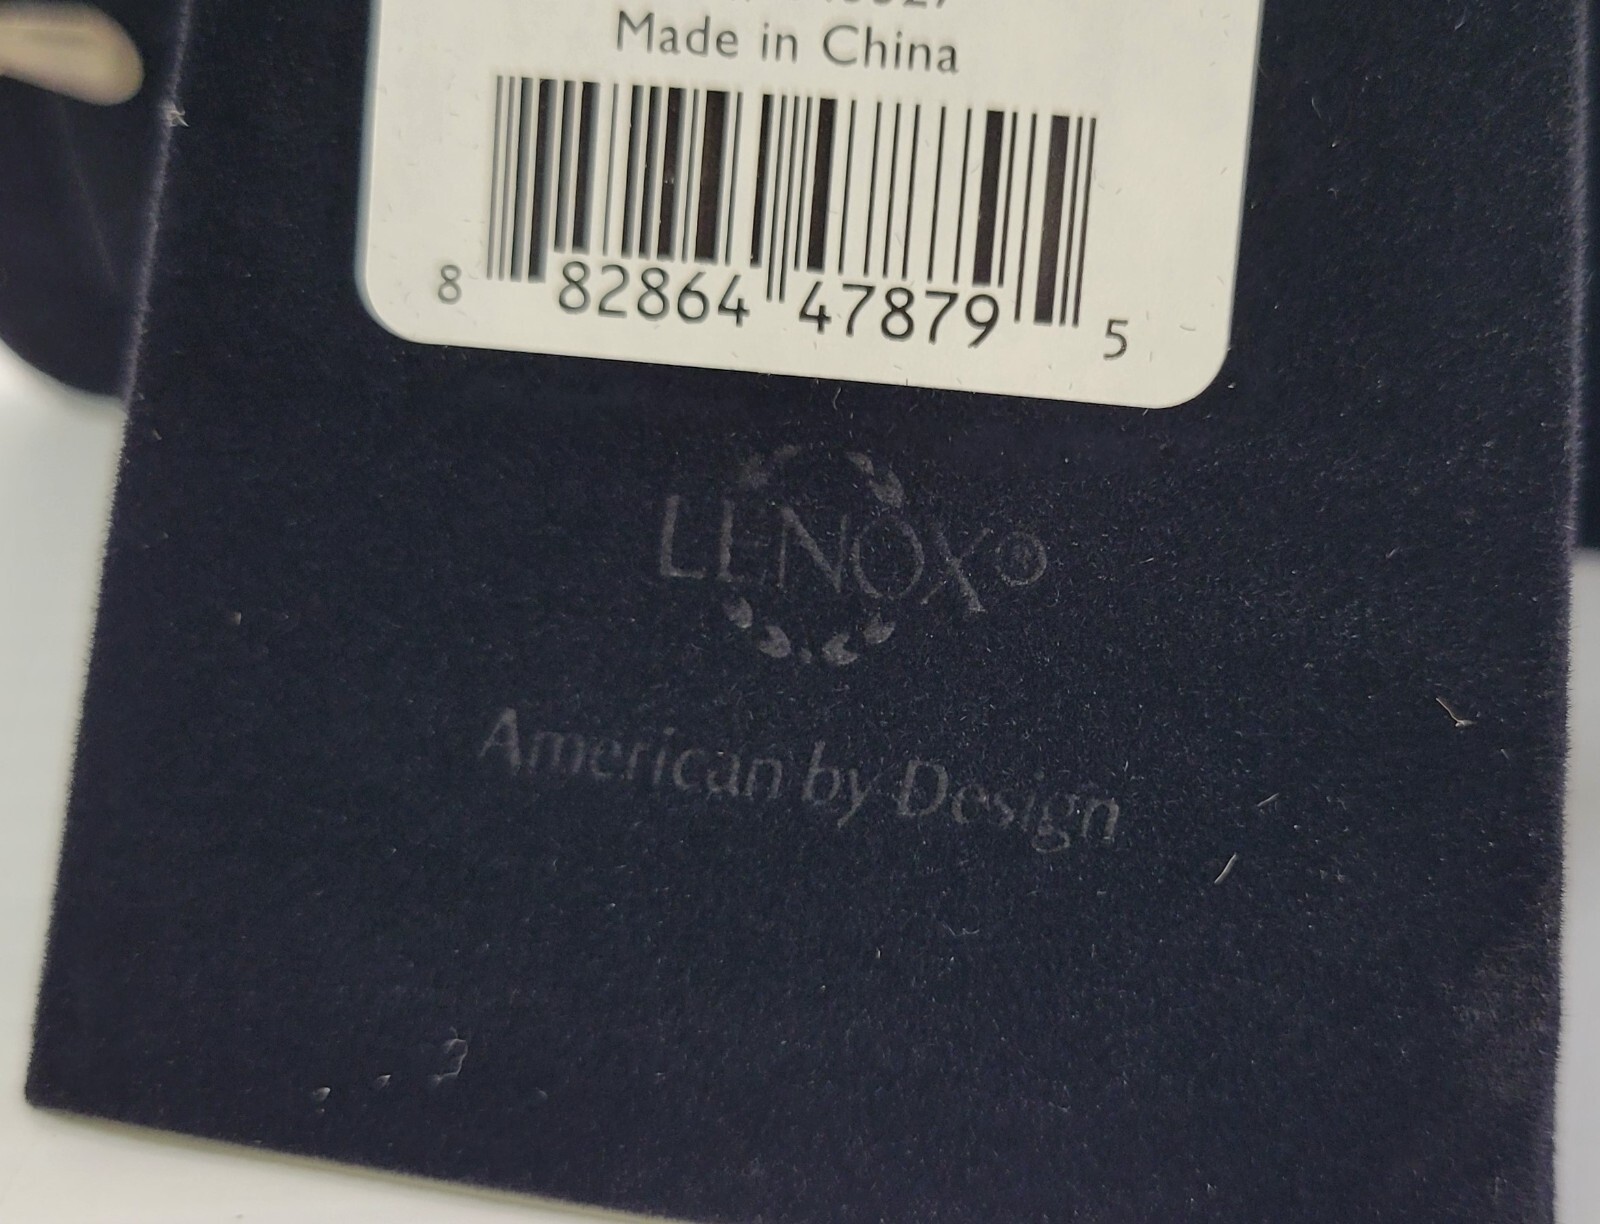 Made in China
8 82864 47879 5
LENOX®
American by Design